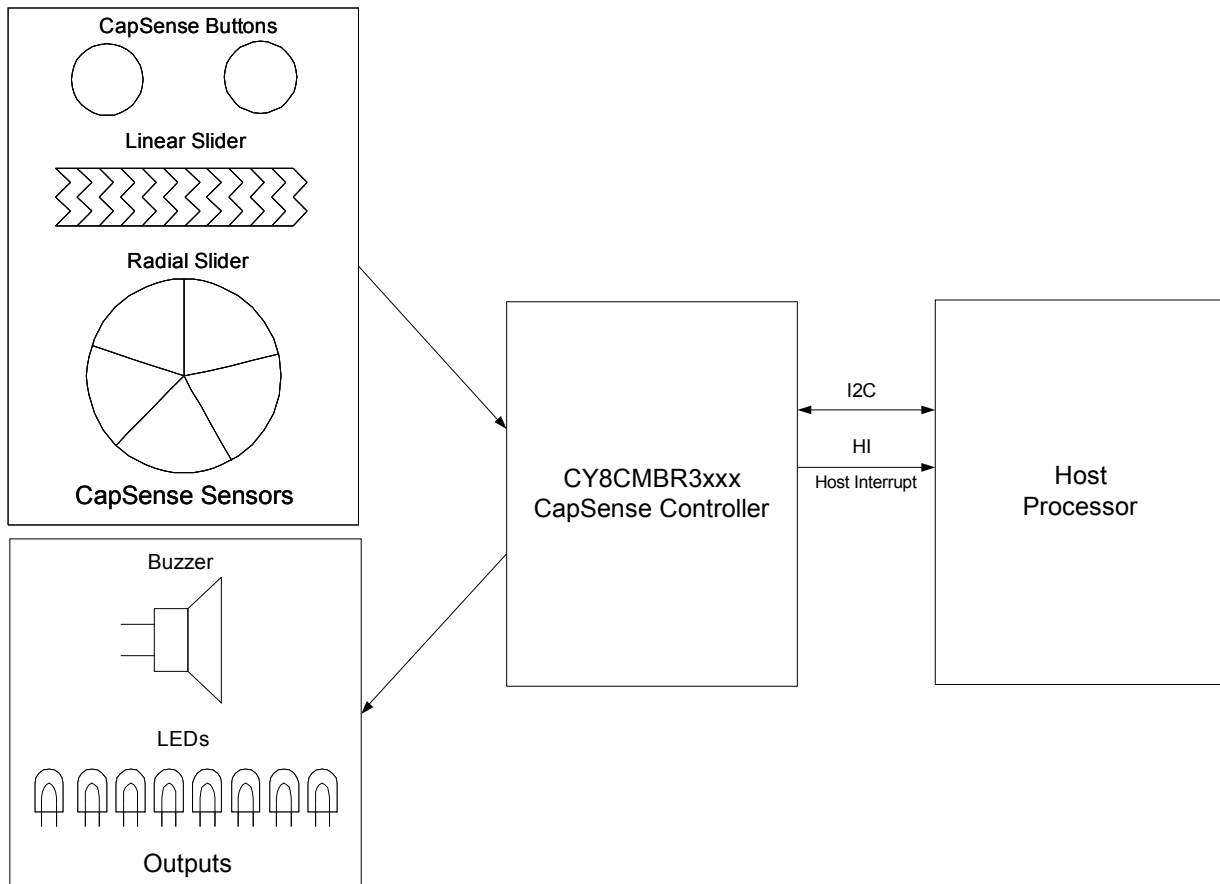 CapSense Buttons
Linear Slider
Radial Slider
CapSense Sensors
Buzzer
LEDs
Outputs
CY8CMBR3xxx
CapSense Controller
I2C
HI
Host Interrupt
Host
Processor